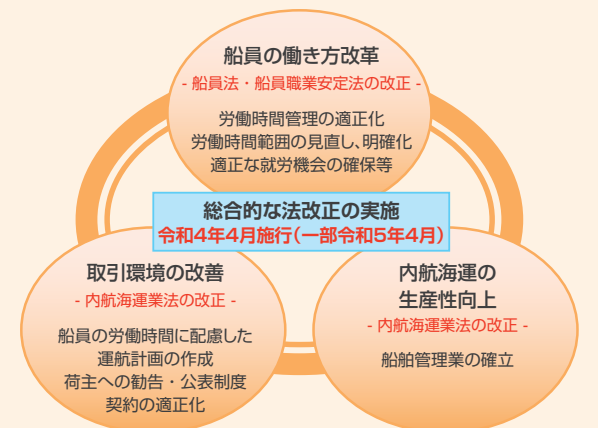 船員の働き方改革
- 船員法・船員職業安定法の改正 -
労働時間管理の適正化
労働時間範囲の見直し、明確化
適正な就労機会の確保等
総合的な法改正の実施
令和4年4月施行(一部令和5年4月)
取引環境の改善
- 内航海運業法の改正 -
船員の労働時間に配慮した
運航計画の作成
荷主への勧告・公表制度
契約の適正化
内航海運の
生産性向上
- 内航海運業法の改正 -
船舶管理業の確立